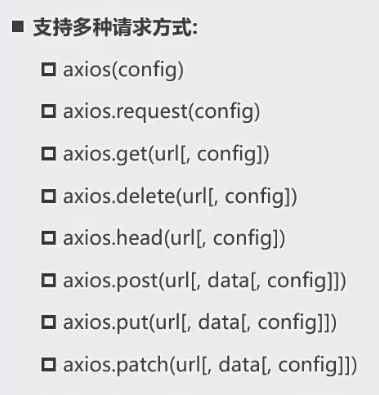 支持多种请求方式:
axios(config)
axios.request(config)
axios.get(url[, config])
axios.delete(url[, config])
axios.head(url[, config])
axios.post(url[, data[, config]])
axios.put(url[, data[, config]])
axios.patch(url[, data[, config]])